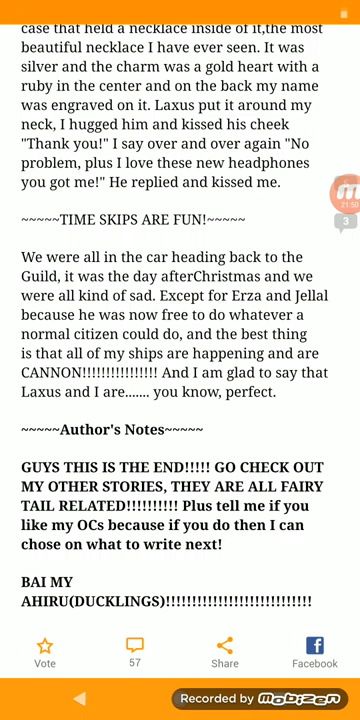 case that held a necklace inside of it,the most
beautiful necklace I have ever seen. It was
silver and the charm was a gold heart with a
ruby in the center and on the back my name
was engraved on it. Laxus put it around my
neck, I hugged him and kissed his cheek
"Thank you!" I say over and over again "No
problem, plus I love these new headphones
you got me!" He replied and kissed me.
~~~~~TIME SKIPS ARE FUN!~~~~~
We were all in the car heading back to the
Guild, it was the day afterChristmas and we
were all kind of sad. Except for Erza and Jellal
because he was now free to do whatever a
normal citizen could do, and the best thing
is that all of my ships are happening and are
CANNON!!!!!!!!!!!!!!!! And I am glad to say that
Laxus and I are....... you know, perfect.
~~~~~Author's Notes~~~~~
GUYS THIS IS THE END!!!!! GO CHECK OUT
MY OTHER STORIES, THEY ARE ALL FAIRY
TAIL RELATED!!!!!!!!!! Plus tell me if you
like my OCs because if you do then I can
chose on what to write next!
BAI MY
AHIRU(DUCKLINGS)!!!!!!!!!!!!!!!!!!!!!!!!!!!!
21:50
3
Vote
57
Share
Facebook
Recorded by mobizen